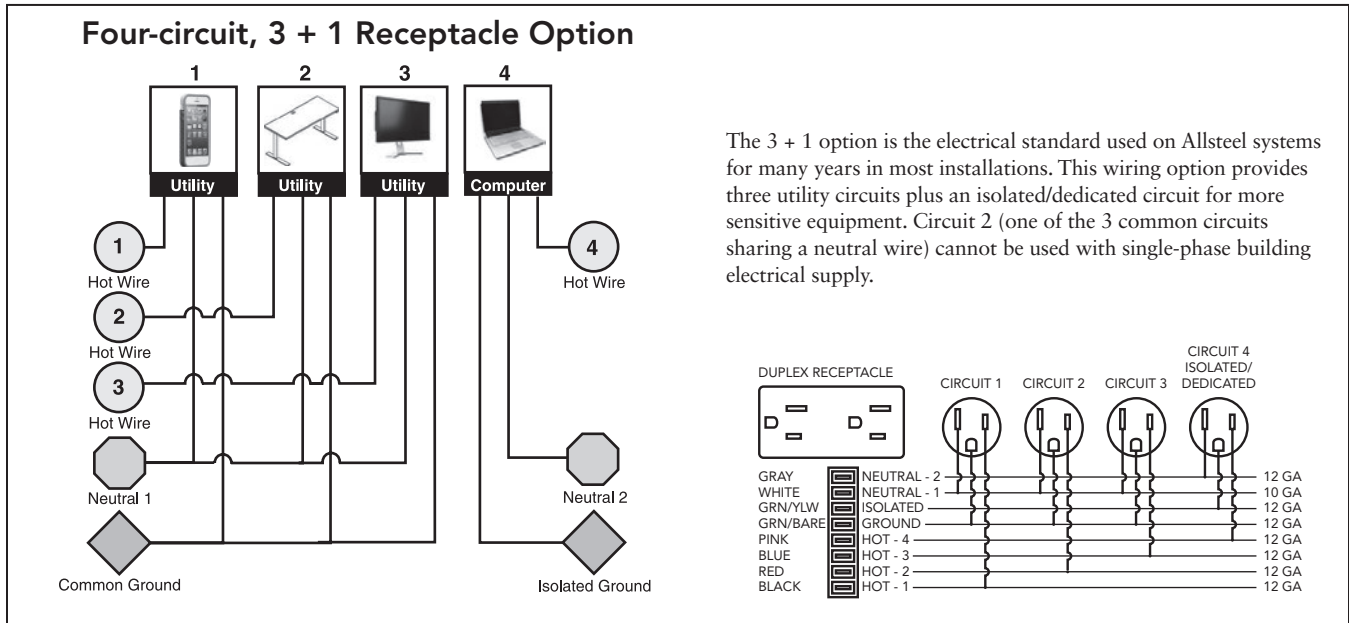 Four-circuit, 3 + 1 Receptacle Option
1 2 3 4
Utility Utility Utility Computer
1
Hot Wire
4
Hot Wire
2
Hot Wire
3
Hot Wire
Neutral 1
Neutral 2
Common Ground
Isolated Ground
The 3 + 1 option is the electrical standard used on Allsteel systems
for many years in most installations. This wiring option provides
three utility circuits plus an isolated/dedicated circuit for more
sensitive equipment. Circuit 2 (one of the 3 common circuits
sharing a neutral wire) cannot be used with single-phase building
electrical supply.
DUPLEX RECEPTACLE
CIRCUIT 1
CIRCUIT 2
CIRCUIT 3
CIRCUIT 4
ISOLATED/
DEDICATED
GRAY NEUTRAL - 2 12 GA
WHITE NEUTRAL - 1 10 GA
GRN/YLW ISOLATED 12 GA
GRN/BARE GROUND 12 GA
PINK HOT - 4 12 GA
BLUE HOT - 3 12 GA
RED HOT - 2 12 GA
BLACK HOT - 1 12 GA